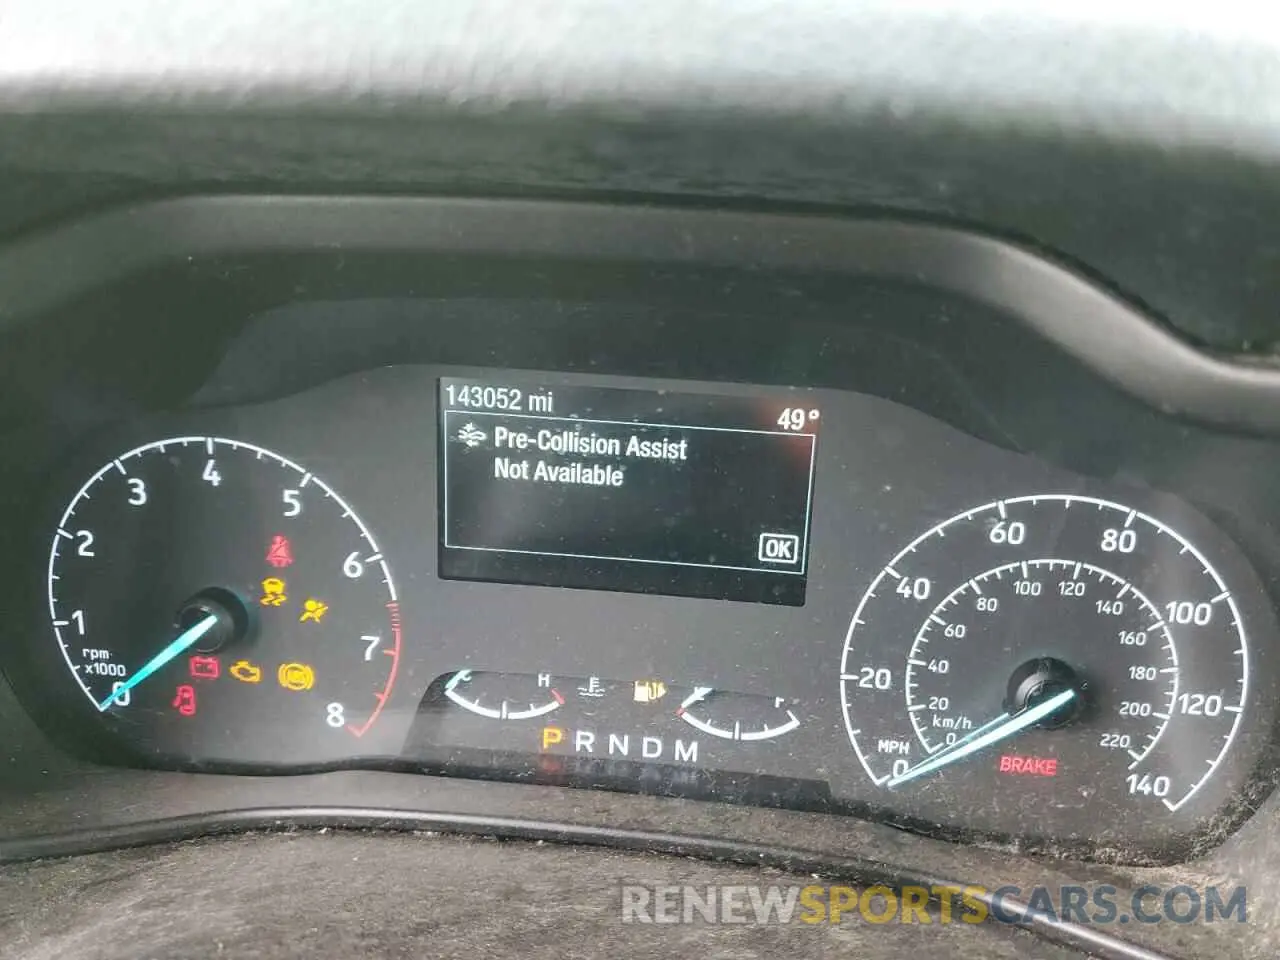 143052 mi
49°
Pre-Collision Assist
Not Available
OK
0
1
2
3
4
5
6
7
8
rpm
x1000
H
F
P R N D M
0
20
40
60
80
100
120
140
MPH
km/h
0
20
40
60
80
100
120
140
160
180
200
220
BRAKE
RENEWSPORTSCARS.COM